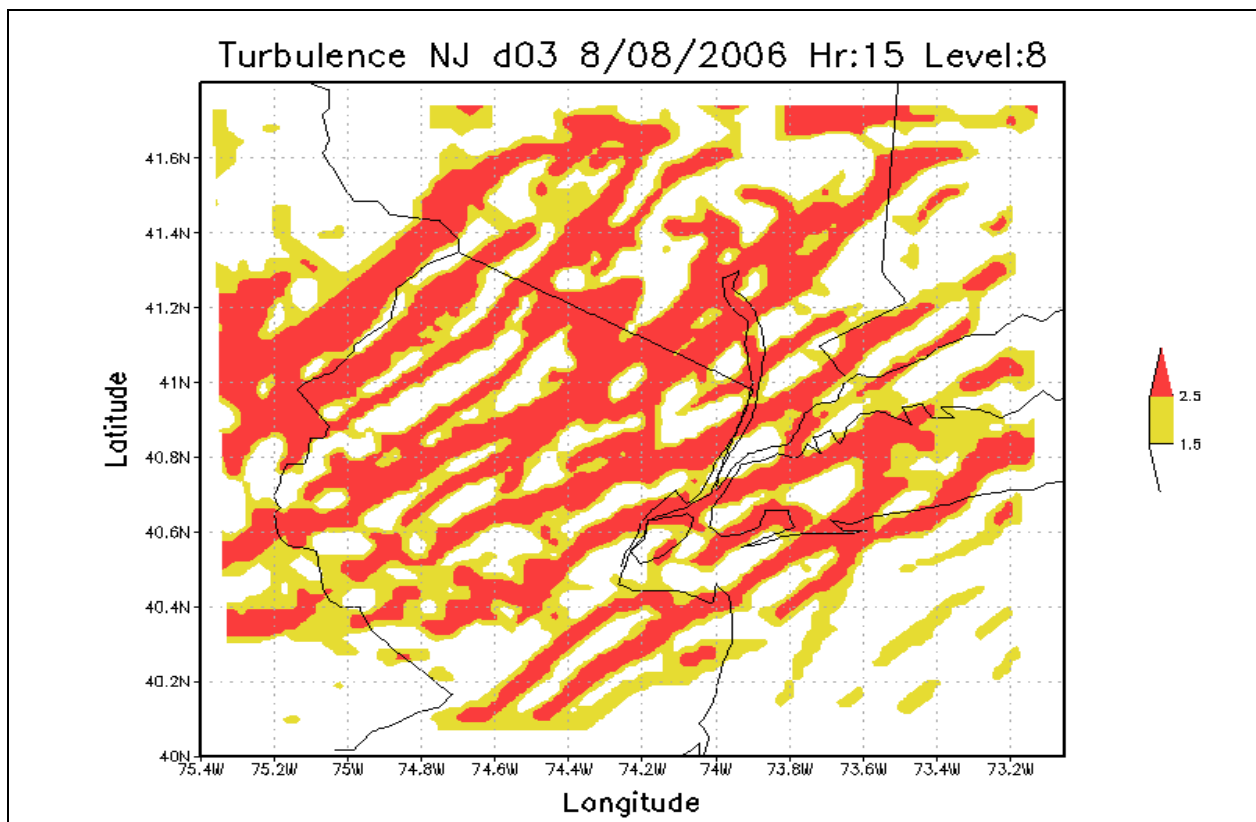 Turbulence NJ d03 8/08/2006 Hr:15 Level:8
41.6N
41.4N
41.2N
41N
40.8N
40.6N
40.4N
40.2N
40N
Latitude
2.5
1.5
75.4W 75.2W 75W 74.8W 74.6W 74.4W 74.2W 74W 73.8W 73.6W 73.4W 73.2W
Longitude